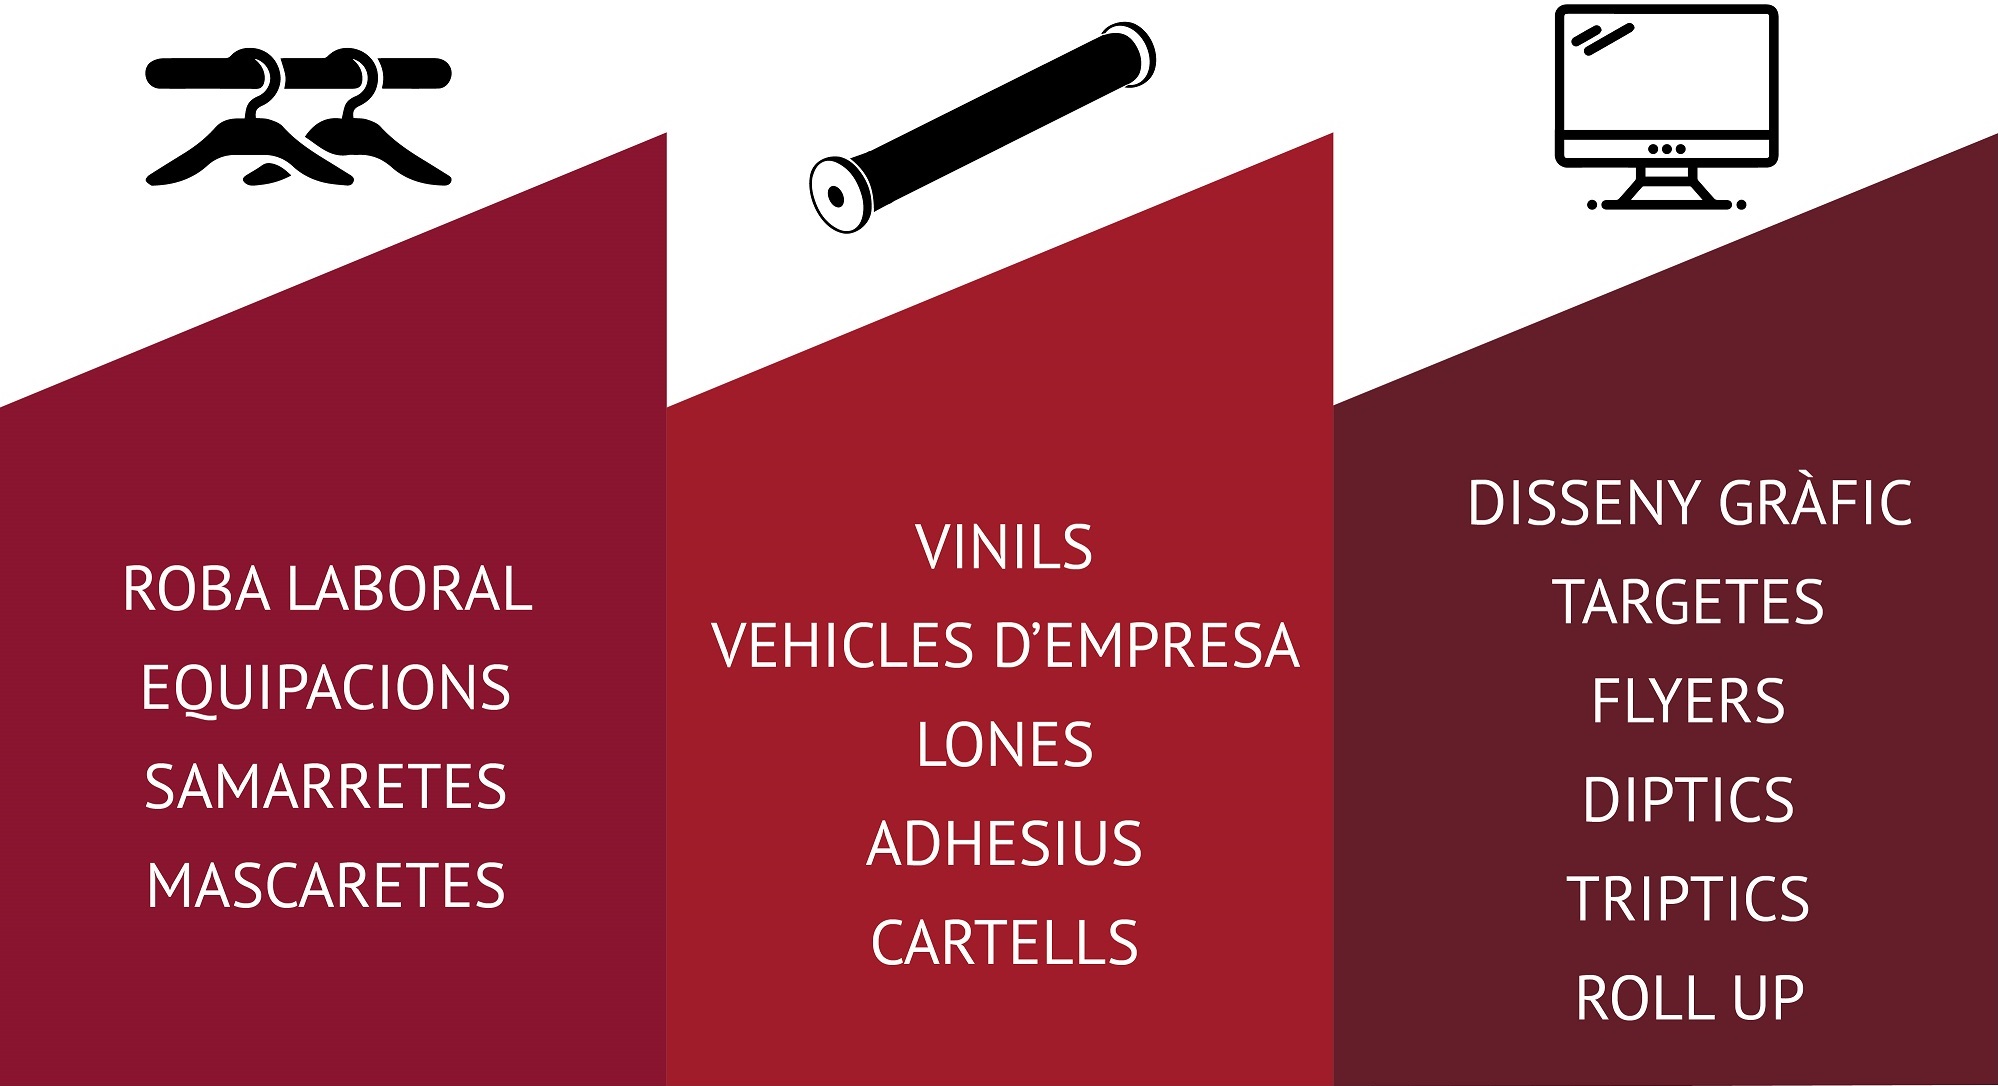 ROBA LABORAL
EQUIPACIONS
SAMARRETES
MASCARETES
VINILS
VEHICLES D’EMPRESA
LONES
ADHESIUS
CARTELLS
DISSENY GRÀFIC
TARGETES
FLYERS
DIPTICS
TRIPTICS
ROLL UP